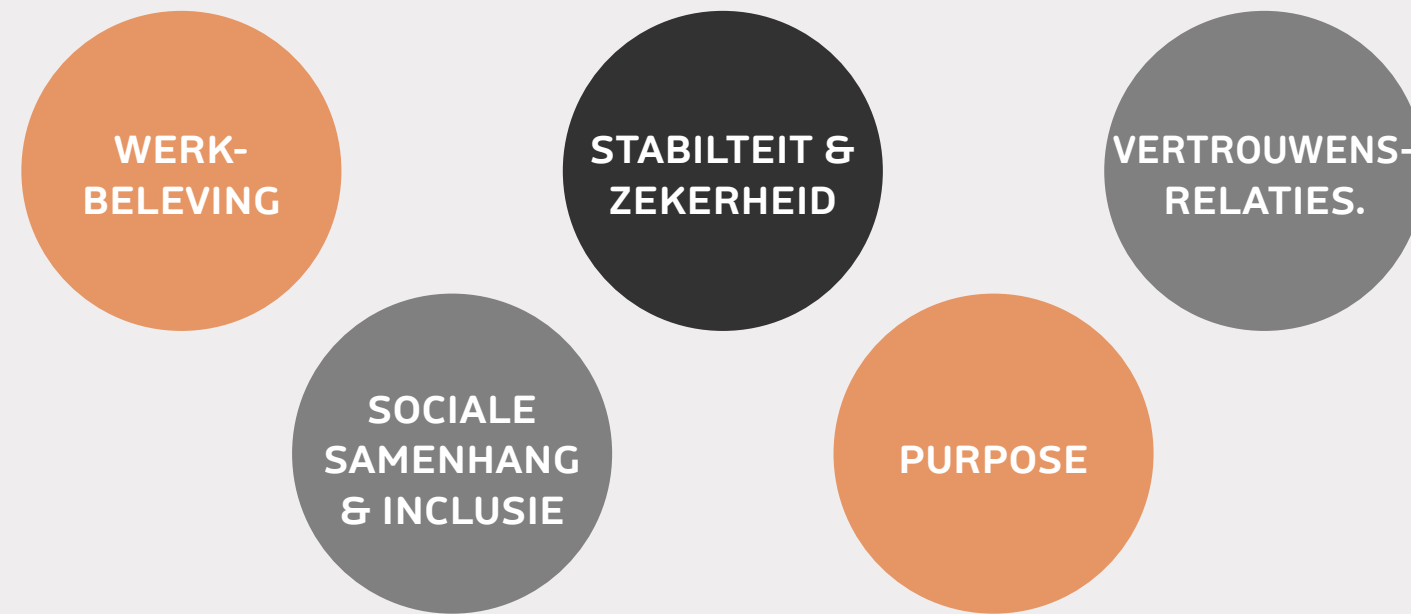 WERK-
BELEVING
STABILTEIT &
ZEKERHEID
VERTROUWENS-
RELATIES.
SOCIALE
SAMENHANG
& INCLUSIE
PURPOSE